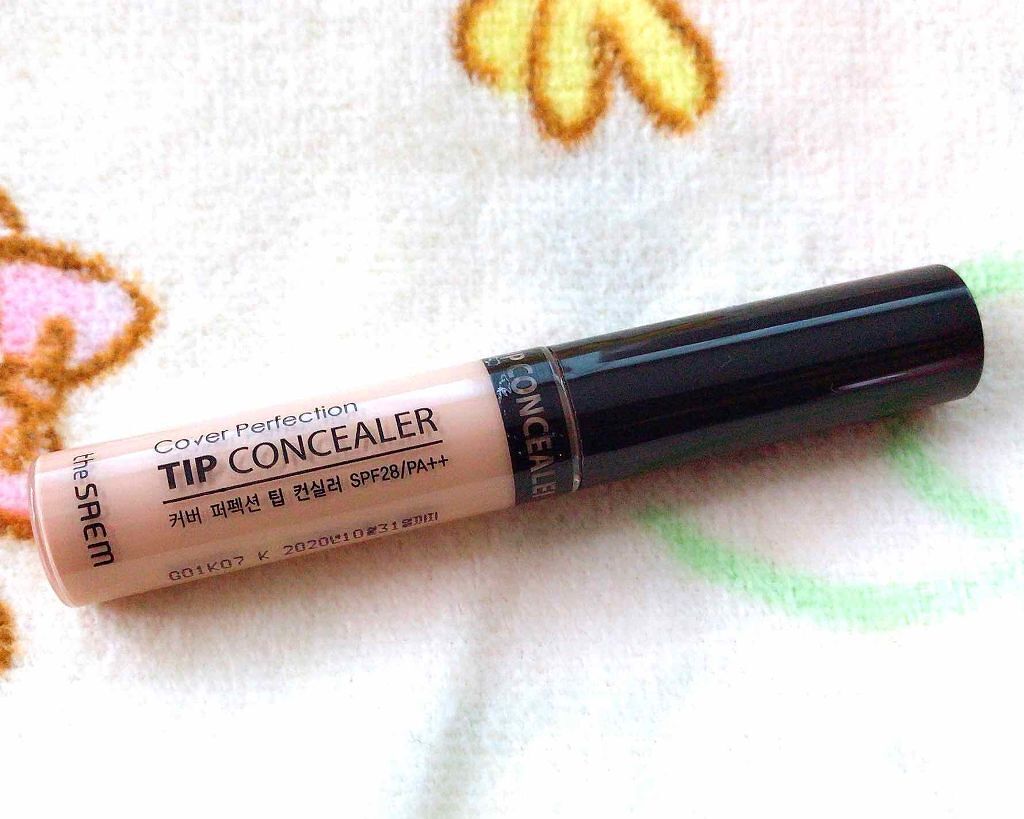 Cover Perfection
TIP CONCEALER
커버 퍼펙션 팁 컨실러 SPF28/PA++
G01K07 K 2020년10월31일까지
the SAEM
P CONCEALER